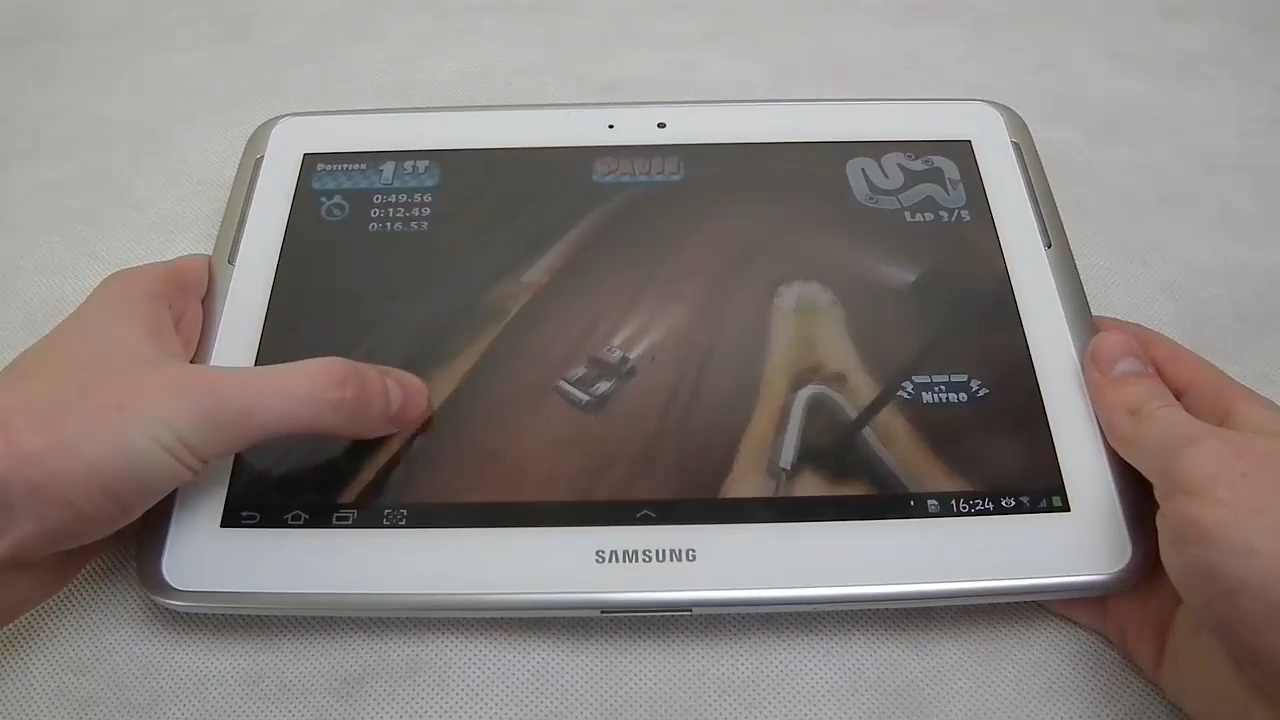 POSITION 1ST
0:49.56
0:12.49
0:16.53
PAUSE
LAP 3/5
x3
NITRO
16:24
SAMSUNG